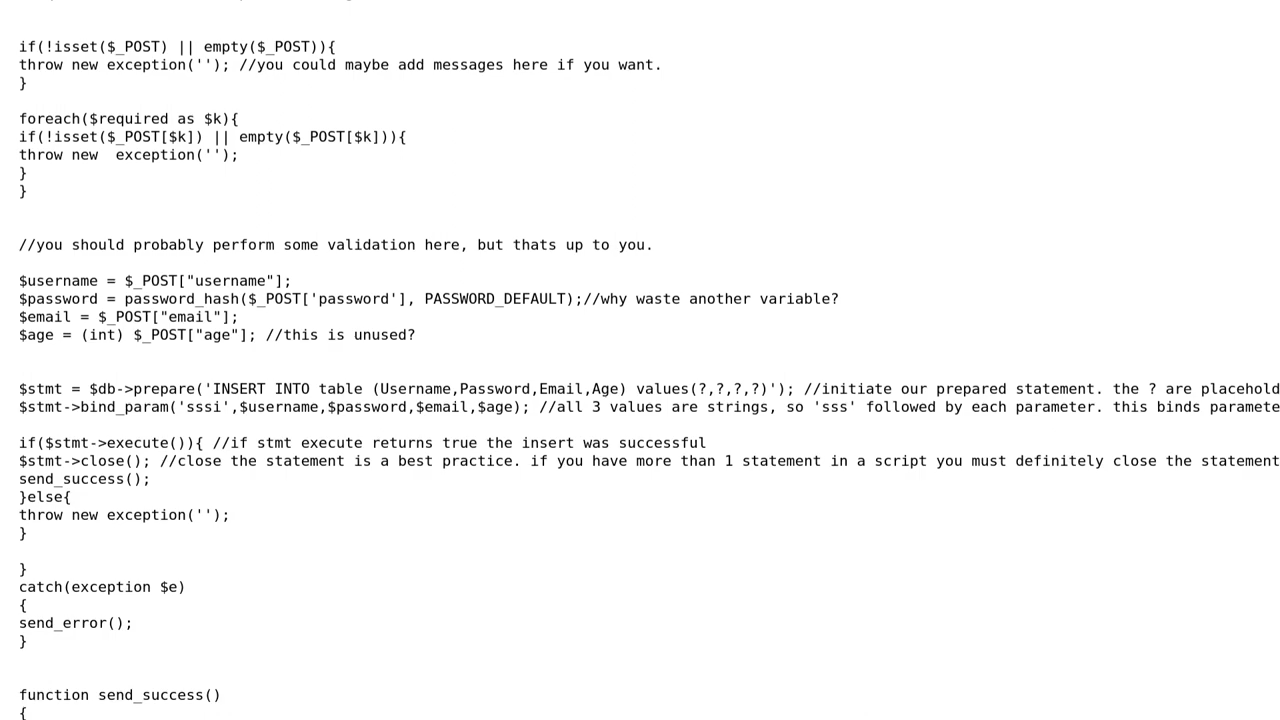 if(!isset($_POST) || empty($_POST)){
throw new exception(''); //you could maybe add messages here if you want.
}
foreach($required as $k){
if(!isset($_POST[$k]) || empty($_POST[$k])){
throw new  exception('');
}
}
//you should probably perform some validation here, but thats up to you.
$username = $_POST["username"];
$password = password_hash($_POST['password'], PASSWORD_DEFAULT);//why waste another variable?
$email = $_POST["email"];
$age = (int) $_POST["age"]; //this is unused?
$stmt = $db->prepare('INSERT INTO table (Username,Password,Email,Age) values(?,?,?,?)'); //initiate our prepared statement. the ? are placehold
$stmt->bind_param('sssi',$username,$password,$email,$age); //all 3 values are strings, so 'sss' followed by each parameter. this binds paramete
if($stmt->execute()){ //if stmt execute returns true the insert was successful
$stmt->close(); //close the statement is a best practice. if you have more than 1 statement in a script you must definitely close the statement
send_success();
}else{
throw new exception('');
}
}
catch(exception $e)
{
send_error();
}
function send_success()
{